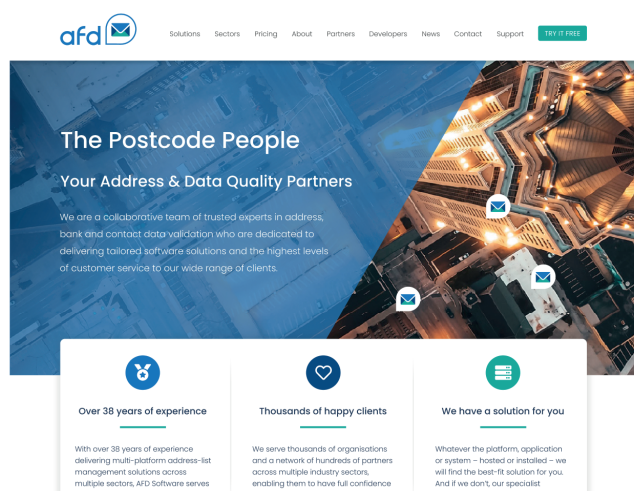 afd
Solutions
Sectors
Pricing
About
Partners
Developers
News
Contact
Support
TRY IT FREE
The Postcode People
Your Address & Data Quality Partners
We are a collaborative team of trusted experts in address,
bank and contact data validation who are dedicated to
delivering tailored software solutions and the highest levels
of customer service to our wide range of clients.
Over 38 years of experience
With over 38 years of experience
delivering multi-platform address-list
management solutions across
multiple sectors, AFD Software serves
Thousands of happy clients
We serve thousands of organisations
and a network of hundreds of partners
across multiple industry sectors,
enabling them to have full confidence
We have a solution for you
Whatever the platform, application
or system – hosted or installed – we
will find the best-fit solution for you.
And if we don't, our specialist